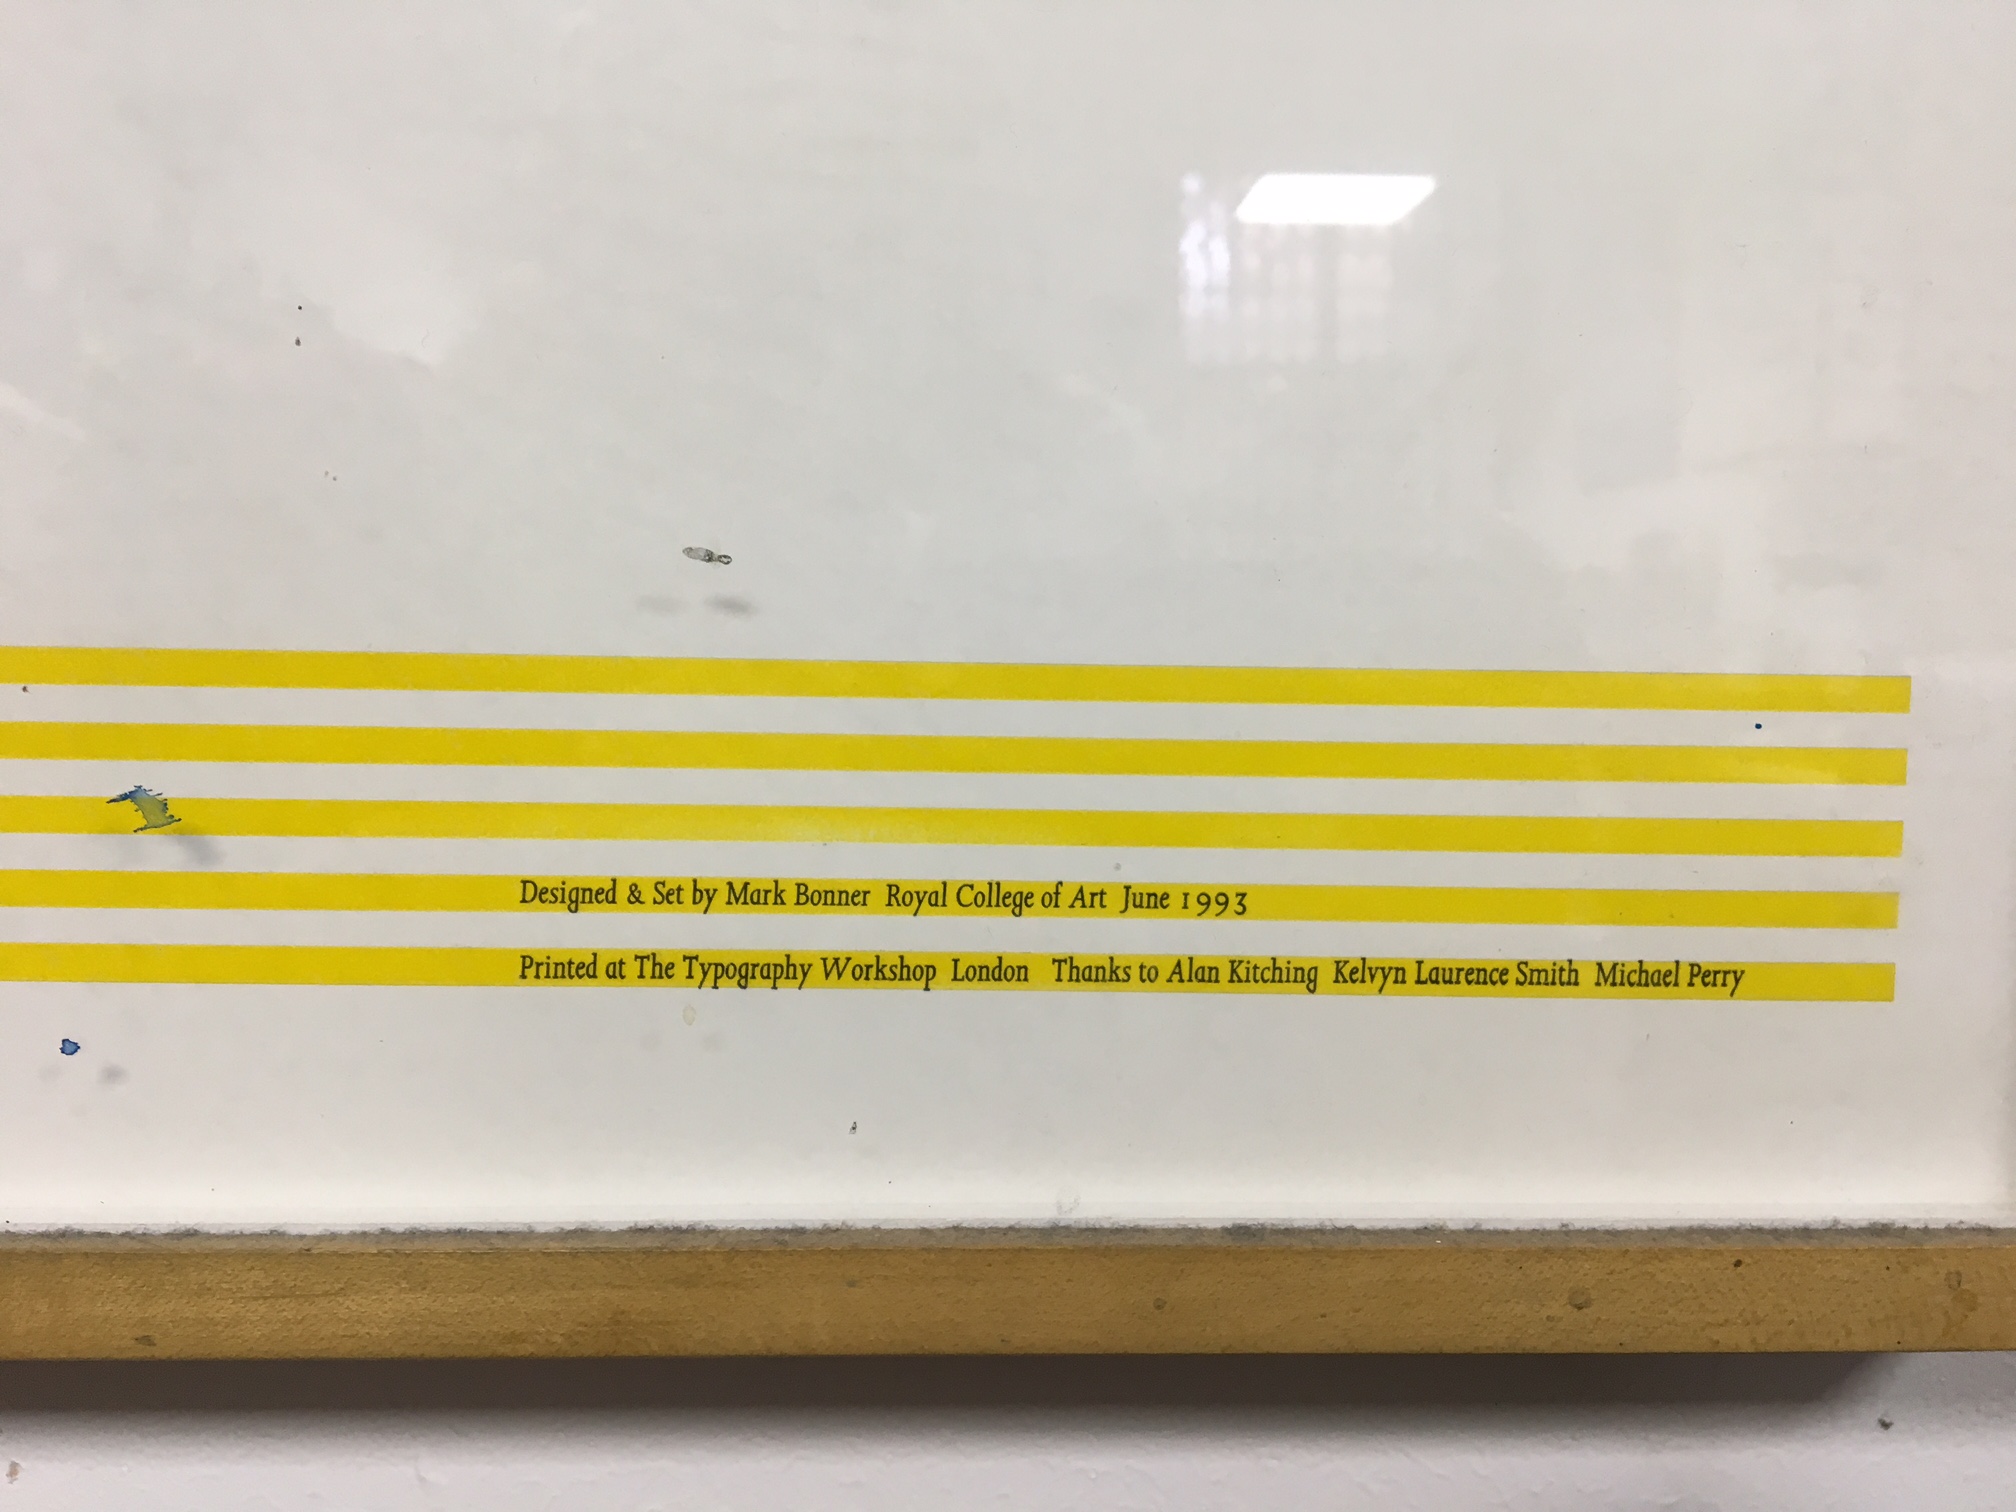 Designed & Set by Mark Bonner Royal College of Art June 1993
Printed at The Typography Workshop London Thanks to Alan Kitching Kelvyn Laurence Smith Michael Perry